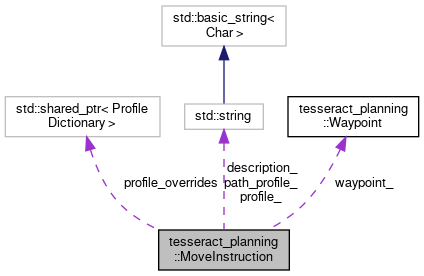 std::basic_string<
Char >
std::shared_ptr< Profile
Dictionary >
std::string
tesseract_planning
::Waypoint
profile_overrides
description_
path_profile_
profile_
waypoint_
tesseract_planning
::MoveInstruction